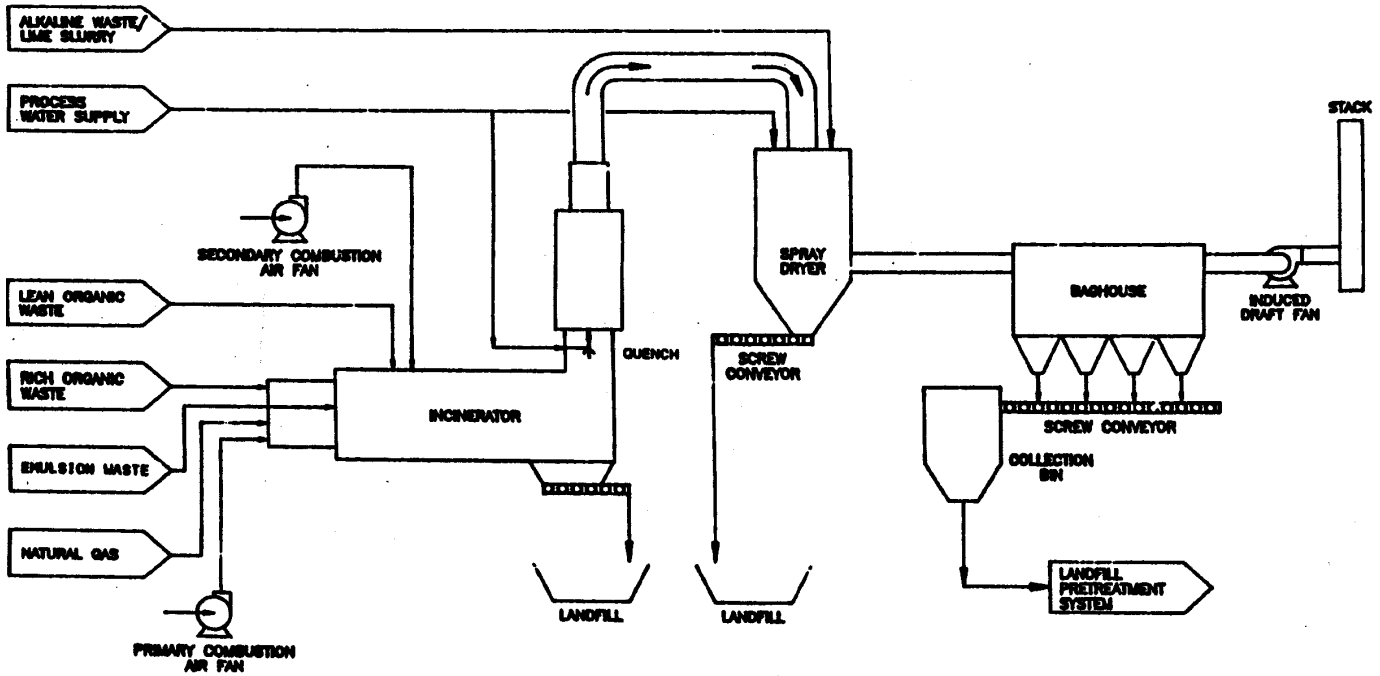 ALKALINE WASTE/
LIME SLURRY
PROCESS
WATER SUPPLY
STACK
SECONDARY COMBUSTION
AIR FAN
SPRAY
DRYER
BAGHOUSE
INDUCED
DRAFT FAN
LEAN ORGANIC
WASTE
QUENCH
SCREW
CONVEYOR
RICH ORGANIC
WASTE
INCINERATOR
SCREW CONVEYOR
EMULSION WASTE
COLLECTION
BIN
NATURAL GAS
LANDFILL
PRETREATMENT
SYSTEM
LANDFILL
LANDFILL
PRIMARY COMBUSTION
AIR FAN